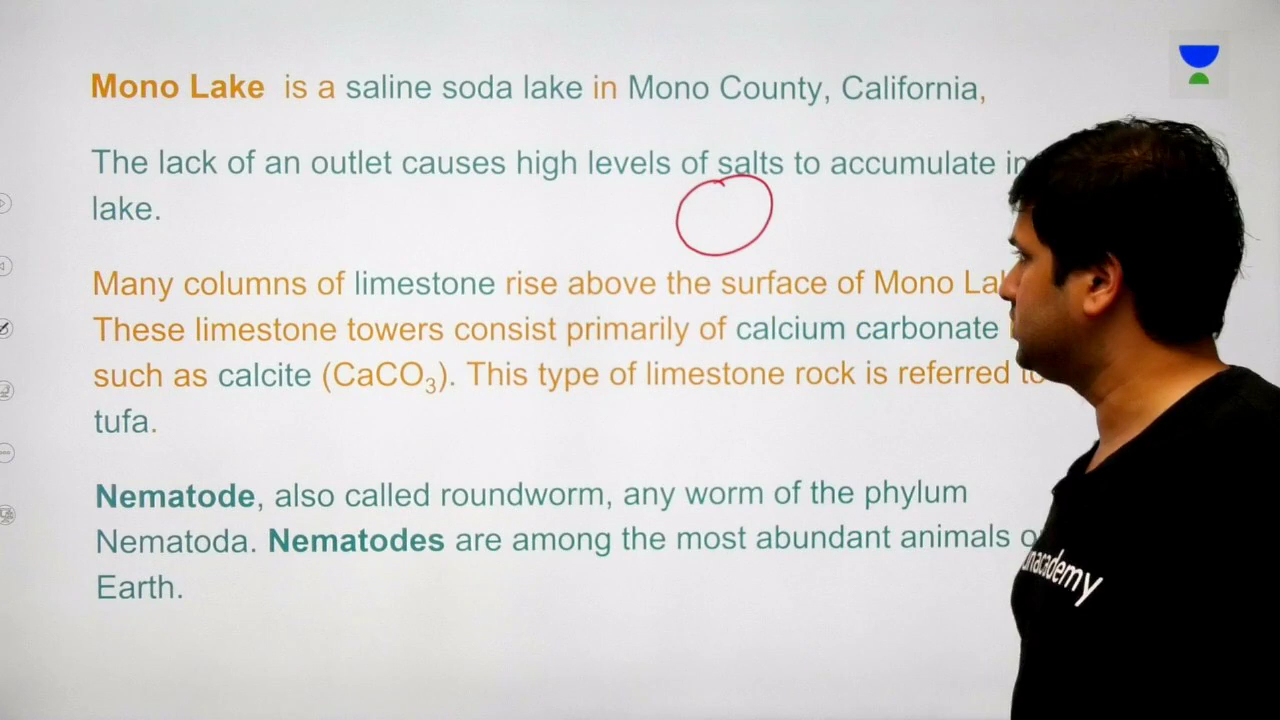 Mono Lake is a saline soda lake in Mono County, California,
The lack of an outlet causes high levels of salts to accumulate in
lake.
Many columns of limestone rise above the surface of Mono
These limestone towers consist primarily of calcium carbonate
such as calcite (CaCO₃). This type of limestone rock is referred to
tufa.
Nematode, also called roundworm, any worm of the phylum
Nematoda. Nematodes are among the most abundant animals
Earth.
unacademy